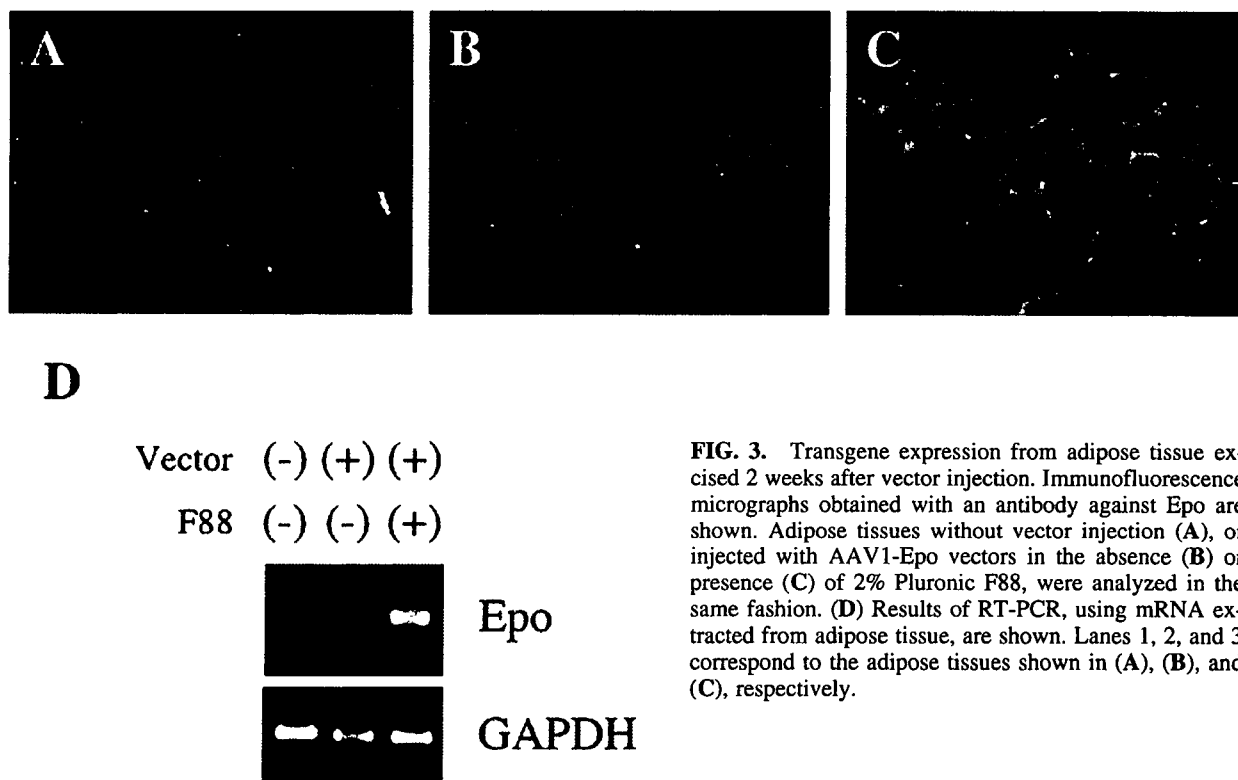 A
B
C
D
Vector (-) (+) (+)
F88 (-) (-) (+)
Epo
GAPDH
FIG. 3. Transgene expression from adipose tissue ex-
cised 2 weeks after vector injection. Immunofluorescence
micrographs obtained with an antibody against Epo are
shown. Adipose tissues without vector injection (A), or
injected with AAV1-Epo vectors in the absence (B) or
presence (C) of 2% Pluronic F88, were analyzed in the
same fashion. (D) Results of RT-PCR, using mRNA ex-
tracted from adipose tissue, are shown. Lanes 1, 2, and 3
correspond to the adipose tissues shown in (A), (B), and
(C), respectively.